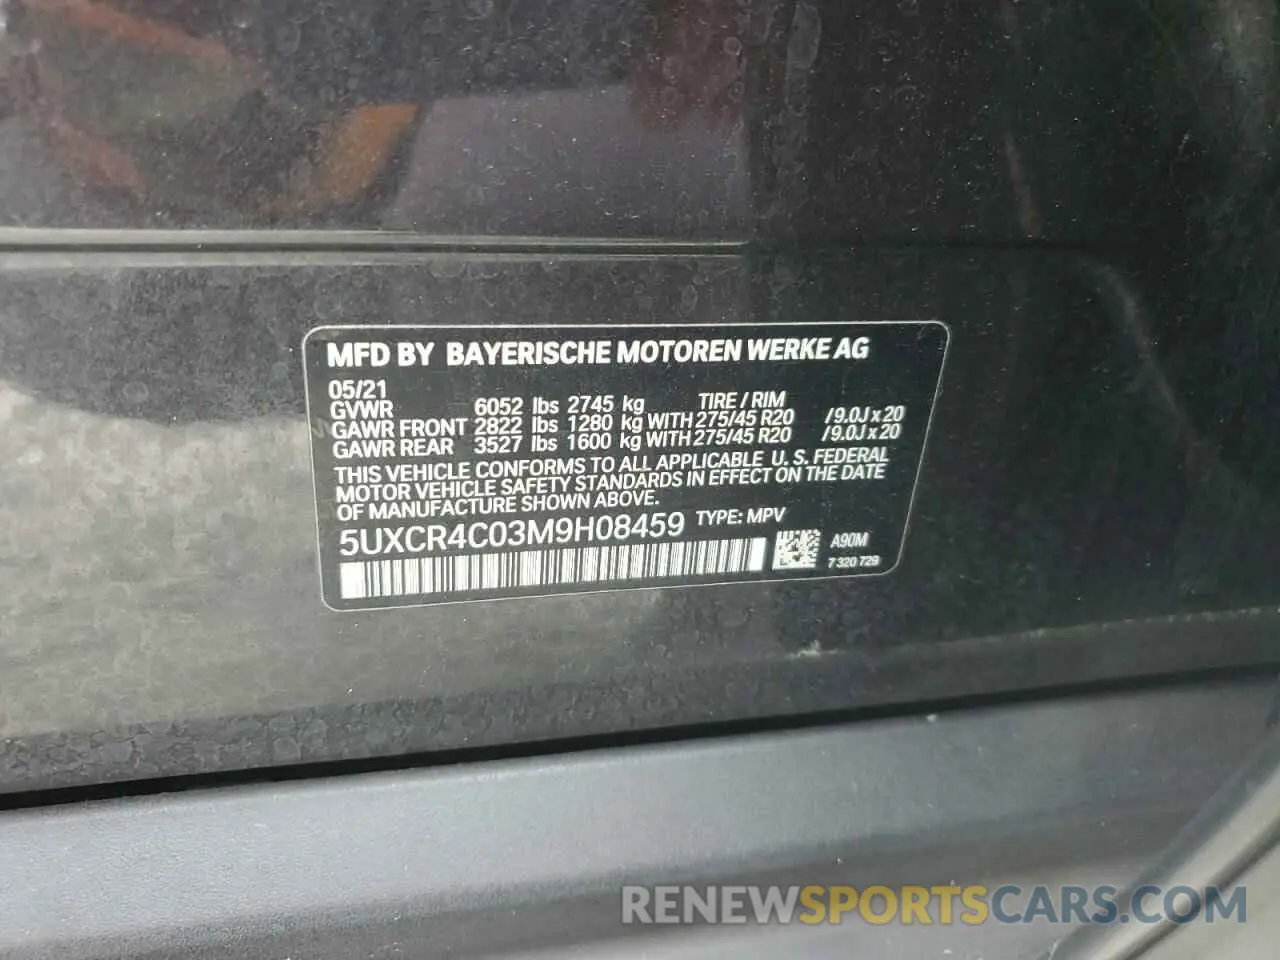 MFD BY BAYERISCHE MOTOREN WERKE AG
05/21
GVWR 6052 lbs 2745 kg TIRE / RIM
GAWR FRONT 2822 lbs 1280 kg WITH 275/45 R20 /9.0J x 20
GAWR REAR 3527 lbs 1600 kg WITH 275/45 R20 /9.0J x 20
THIS VEHICLE CONFORMS TO ALL APPLICABLE U.S. FEDERAL
MOTOR VEHICLE SAFETY STANDARDS IN EFFECT ON THE DATE
OF MANUFACTURE SHOWN ABOVE.
5UXCR4C03M9H08459 TYPE: MPV
A90M
7 320 729
RENEWSPORTSCARS.COM